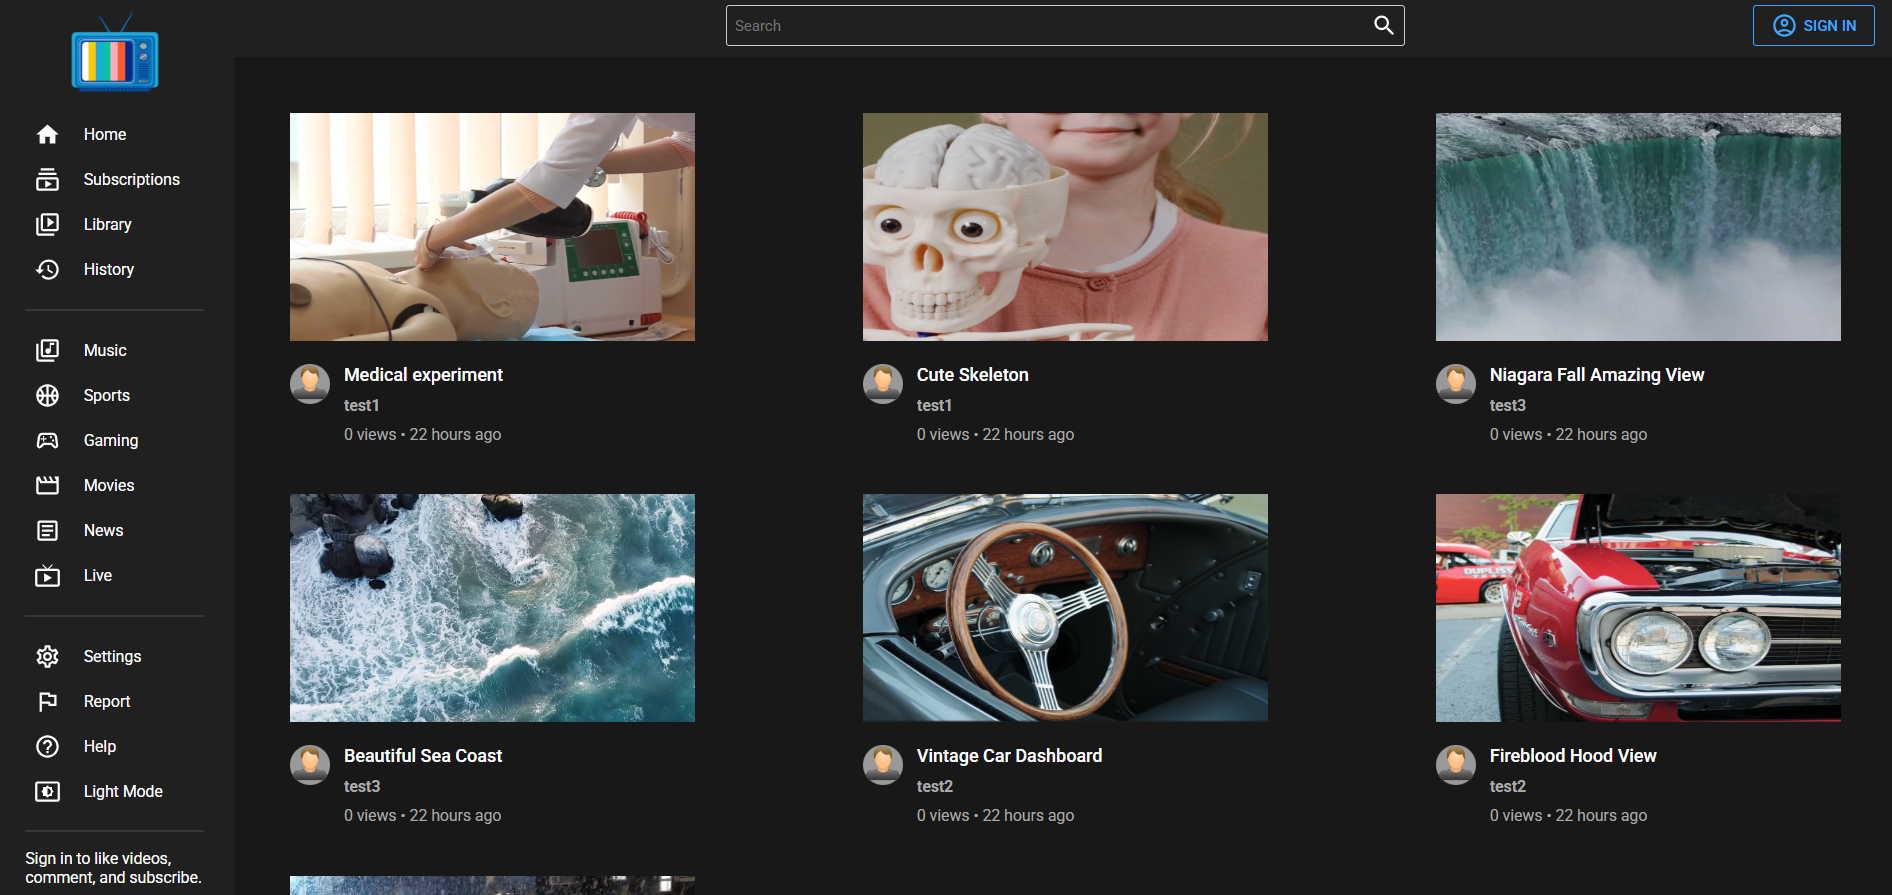 Search
SIGN IN
Home
Subscriptions
Library
History
Music
Sports
Gaming
Movies
News
Live
Settings
Report
Help
Light Mode
Sign in to like videos,
comment, and subscribe.
Medical experiment
test1
0 views • 22 hours ago
Cute Skeleton
test1
0 views • 22 hours ago
Niagara Fall Amazing View
test3
0 views • 22 hours ago
DUPLIS
Beautiful Sea Coast
test3
0 views • 22 hours ago
Vintage Car Dashboard
test2
0 views • 22 hours ago
Fireblood Hood View
test2
0 views • 22 hours ago